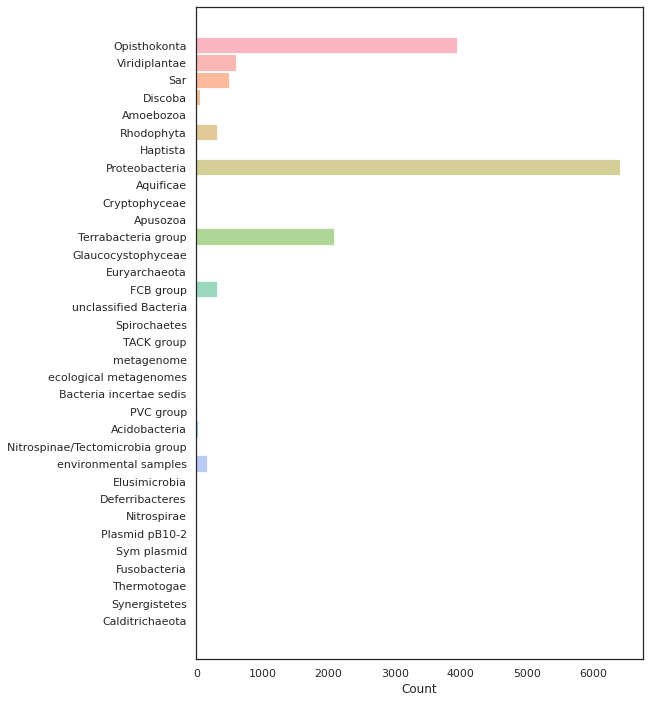 Opisthokonta
Viridiplantae
Sar
Discoba
Amoebozoa
Rhodophyta
Haptista
Proteobacteria
Aquificae
Cryptophyceae
Apusozoa
Terrabacteria group
Glaucocystophyceae
Euryarchaeota
FCB group
unclassified Bacteria
Spirochaetes
TACK group
metagenome
ecological metagenomes
Bacteria incertae sedis
PVC group
Acidobacteria
Nitrospinae/Tectomicrobia group
environmental samples
Elusimicrobia
Deferribacteres
Nitrospirae
Plasmid pB10-2
Sym plasmid
Fusobacteria
Thermotogae
Synergistetes
Calditrichaeota
0 1000 2000 3000 4000 5000 6000
Count